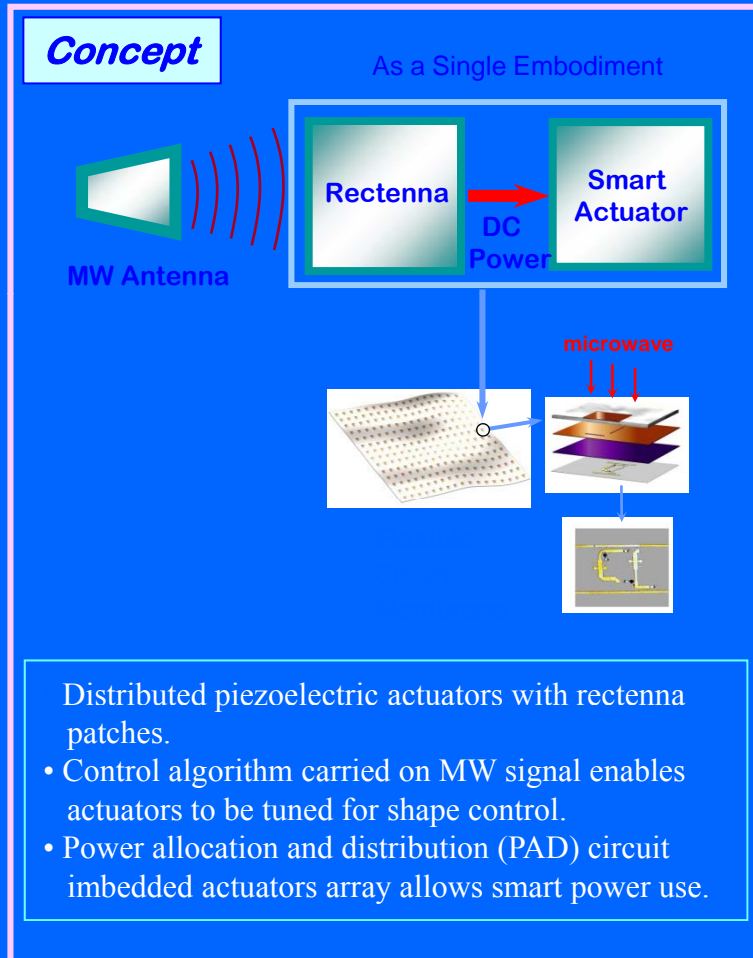 Concept
As a Single Embodiment
Rectenna
Smart
Actuator
DC
Power
MW Antenna
microwave
Distributed piezoelectric actuators with rectenna
patches.
• Control algorithm carried on MW signal enables
actuators to be tuned for shape control.
• Power allocation and distribution (PAD) circuit
imbedded actuators array allows smart power use.